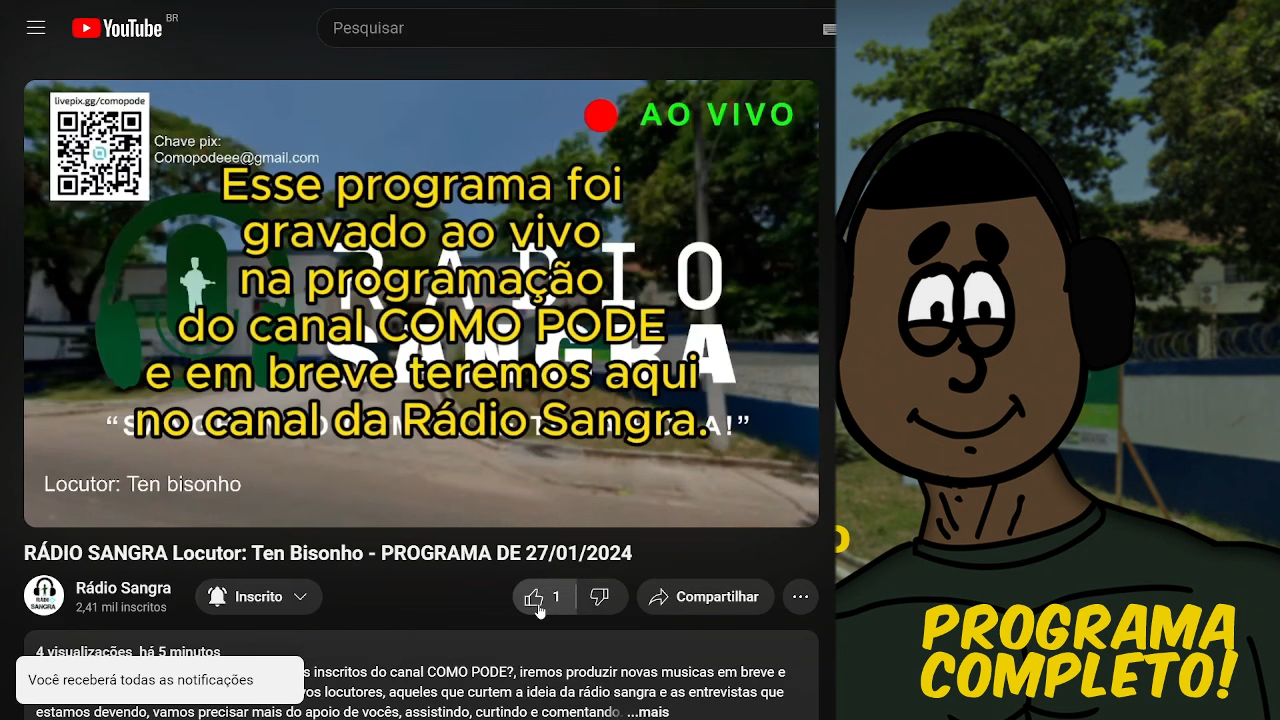 YouTube
BR
Pesquisar
livepix.gg/comopode
Chave pix:
Comopodeee@gmail.com
AO VIVO
Esse programa foi
gravado ao vivo
na programação
do canal COMO PODE
e em breve teremos aqui
no canal da Rádio Sangra.
RÁDIO
SANGRA
Locutor: Ten bisonho
RÁDIO SANGRA Locutor: Ten Bisonho - PROGRAMA DE 27/01/2024
Rádio Sangra
2,41 mil inscritos
Inscrito
1
Compartilhar
4 visualizações há 5 minutos
s inscritos do canal COMO PODE?, iremos produzir novas musicas em breve e
vos locutores, aqueles que curtem a ideia da rádio sangra e as entrevistas que
estamos devendo, vamos precisar mais do apoio de vocês, assistindo, curtindo e comentando. ...mais
Você receberá todas as notificações
PROGRAMA
COMPLETO!